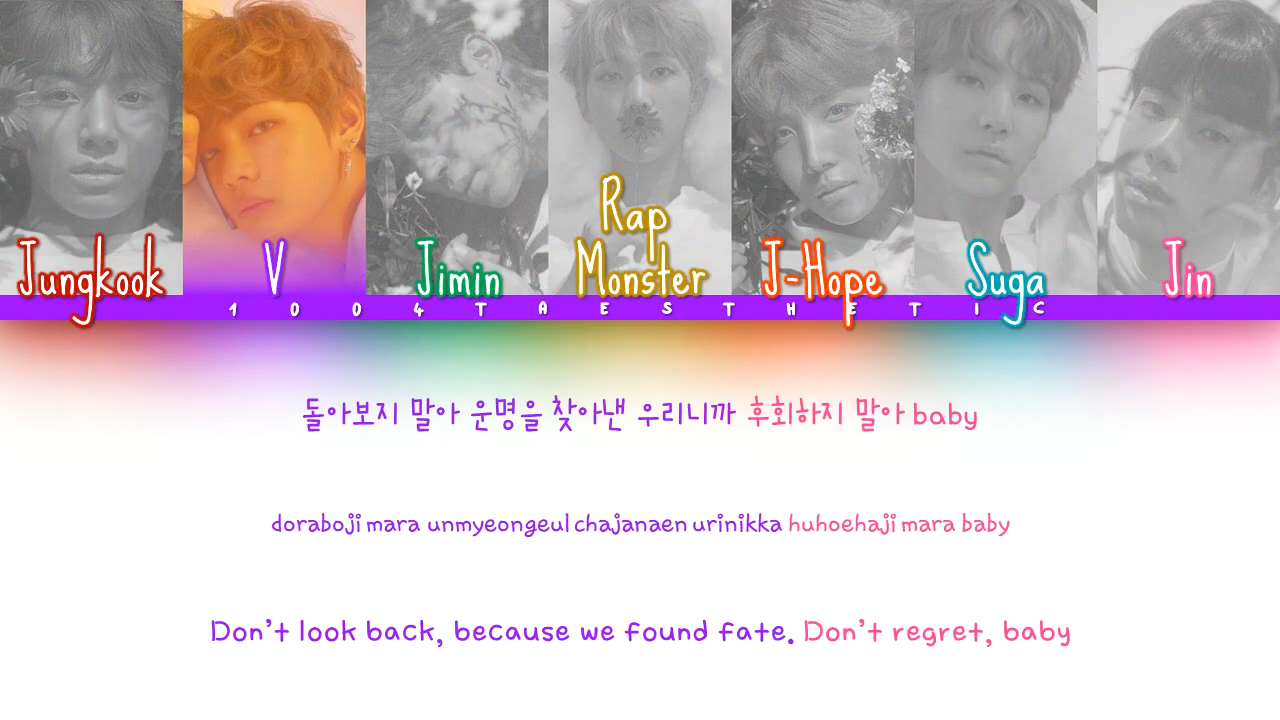 Jungkook
V
Jimin
Rap
Monster
J-Hope
Suga
Jin
1004TAESTHETIC
돌아보지 말아 운명을 찾아낸 우리니까 후회하지 말아 baby
doraboji mara unmyeongeul chajanaen urinikka huhoehaji mara baby
Don't look back, because we found fate. Don't regret, baby